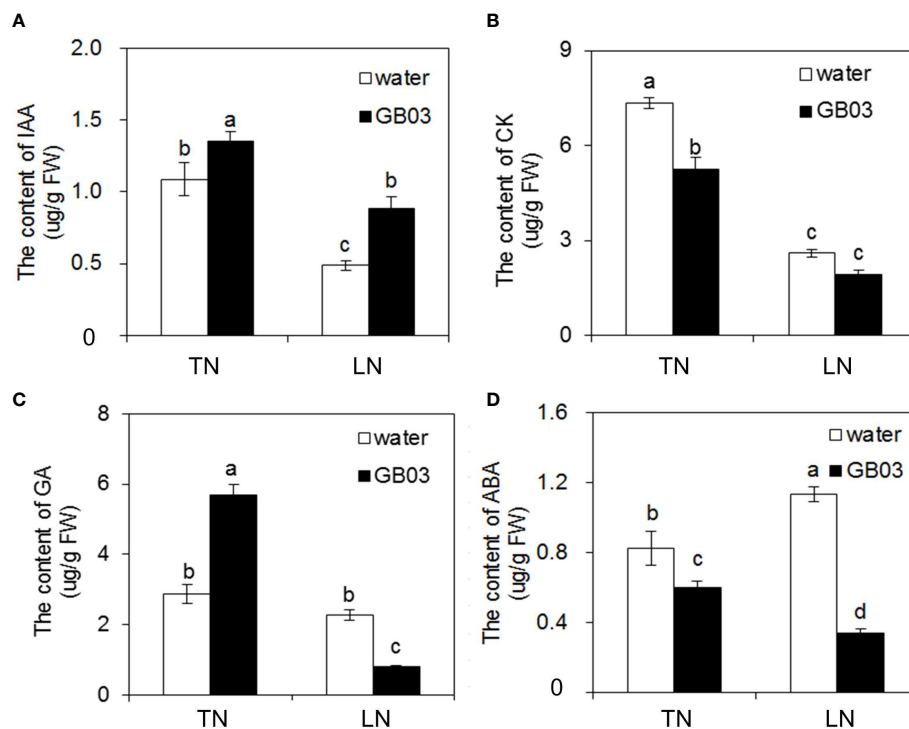 A
The content of IAA
(ug/g FW)
2.0
1.5
1.0
0.5
0
water
GB03
b
a
c
b
TN
LN
B
The content of CK
(ug/g FW)
9
6
3
0
water
GB03
a
b
c
c
TN
LN
C
The content of GA
(ug/g FW)
8
6
4
2
0
water
GB03
b
a
b
c
TN
LN
D
The content of ABA
(ug/g FW)
1.6
1.2
0.8
0.4
0
water
GB03
b
c
a
d
TN
LN